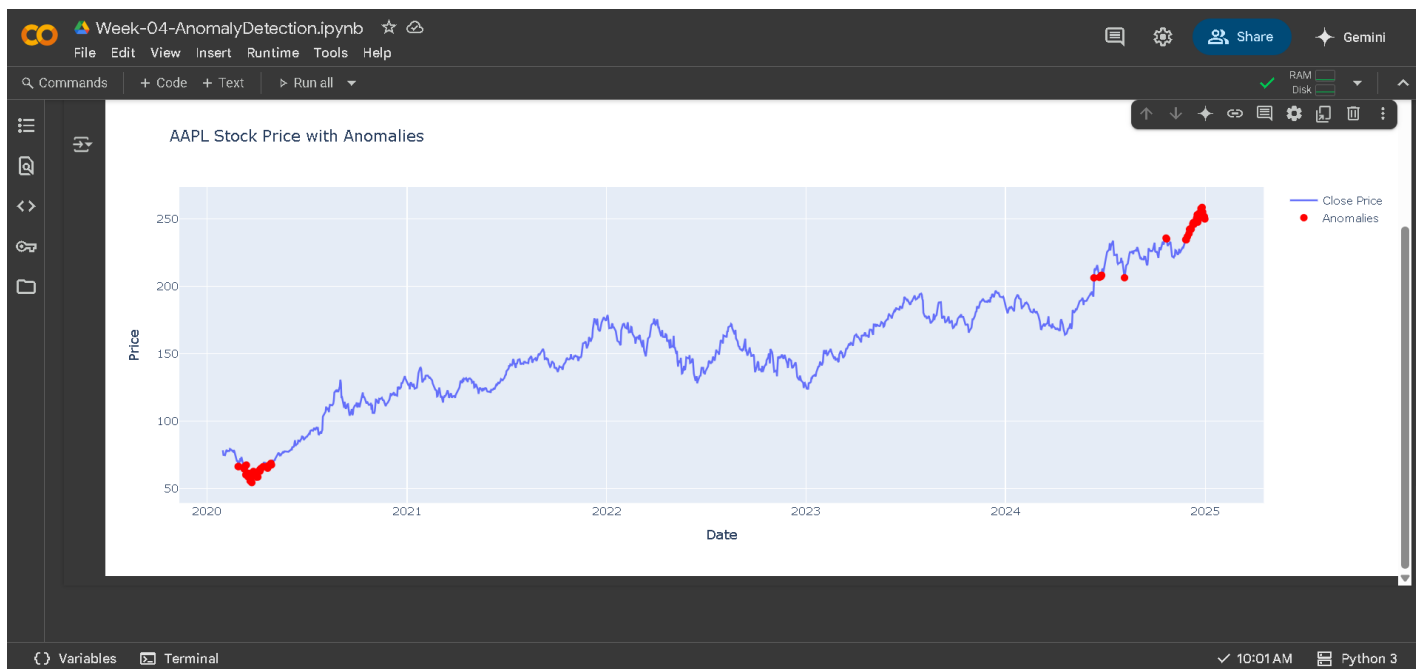 Week-04-AnomalyDetection.ipynb
Share
Gemini
File Edit View Insert Runtime Tools Help
Commands + Code + Text Run all
RAM
Disk
AAPL Stock Price with Anomalies
Close Price
Anomalies
250
200
150
100
50
Price
2020 2021 2022 2023 2024 2025
Date
Variables Terminal 10:01 AM Python 3